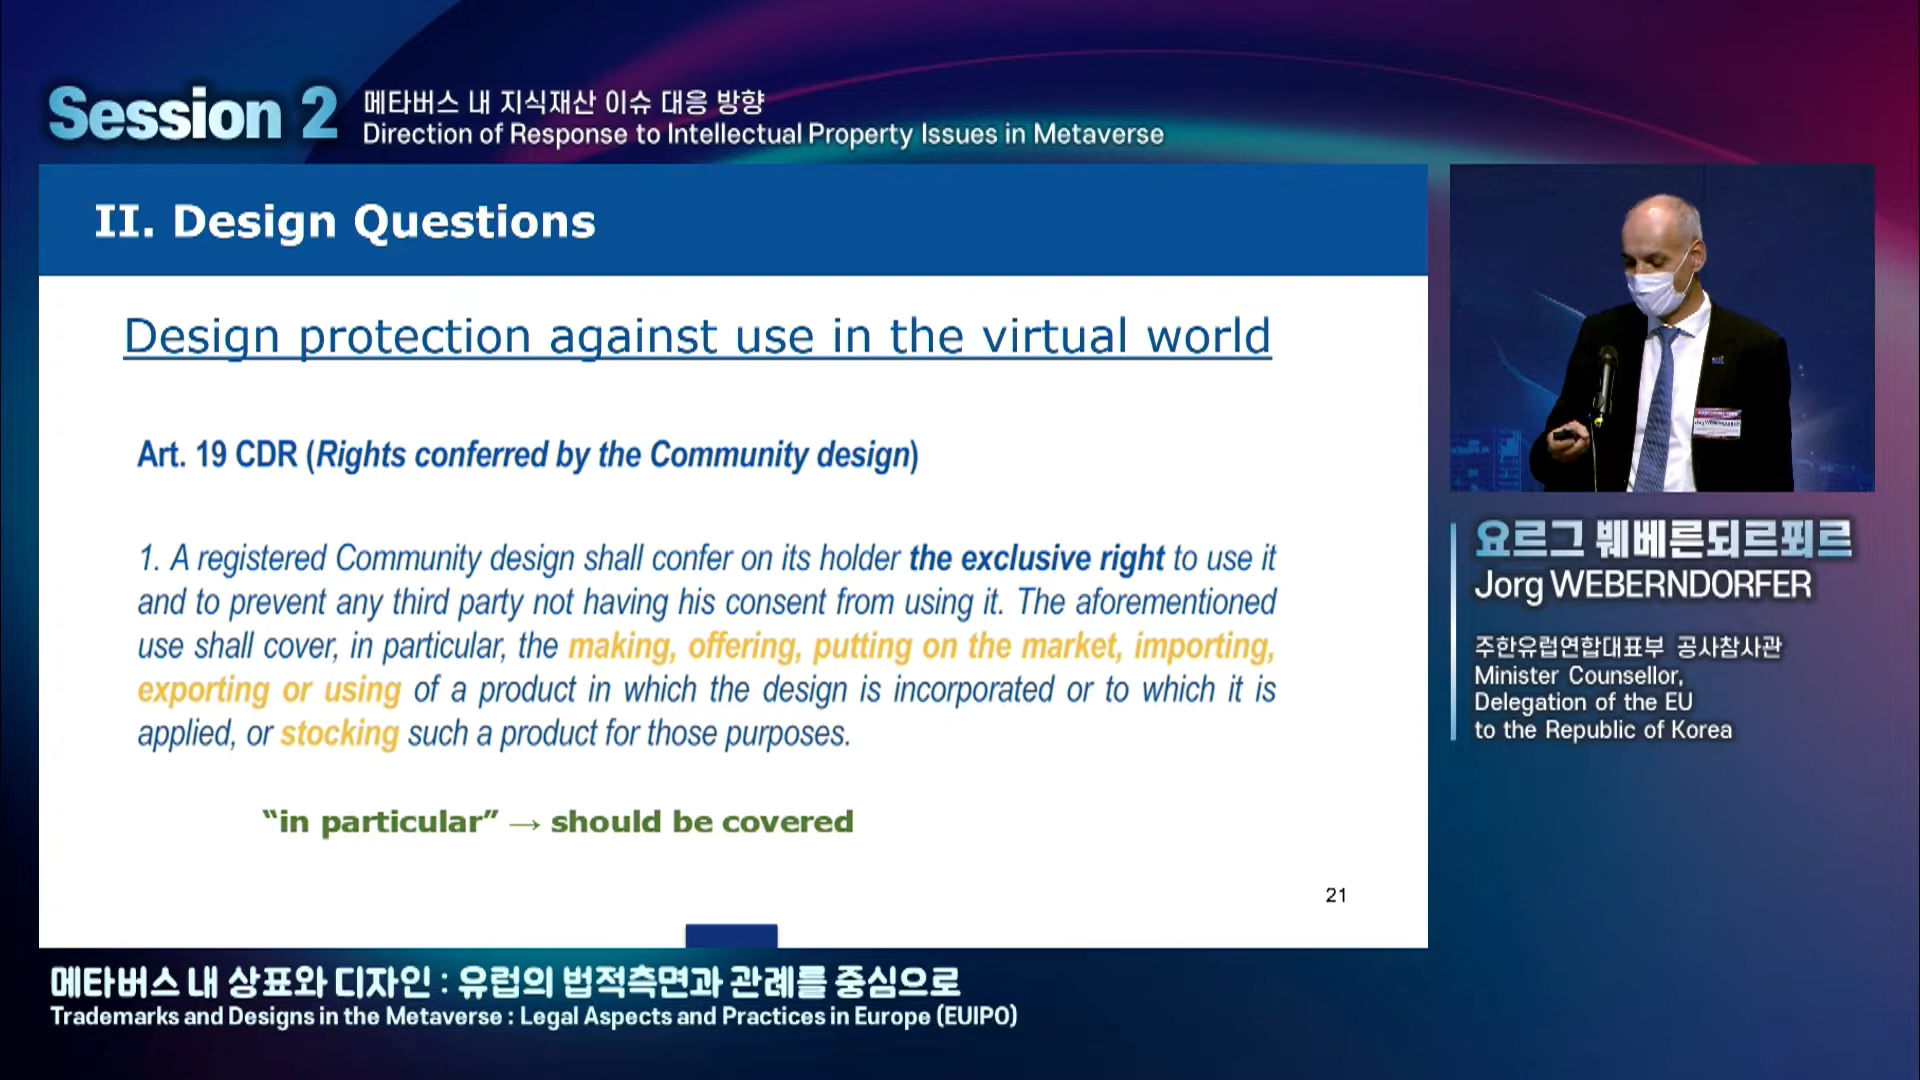 Session 2
메타버스 내 지식재산 이슈 대응 방향
Direction of Response to Intellectual Property Issues in Metaverse
II. Design Questions
Design protection against use in the virtual world
Art. 19 CDR (Rights conferred by the Community design)
1. A registered Community design shall confer on its holder the exclusive right to use it
and to prevent any third party not having his consent from using it. The aforementioned
use shall cover, in particular, the making, offering, putting on the market, importing,
exporting or using of a product in which the design is incorporated or to which it is
applied, or stocking such a product for those purposes.
“in particular” → should be covered
21
요르그 붸베른되르푀르
Jorg WEBERNDORFER
주한유럽연합대표부 공사참사관
Minister Counsellor,
Delegation of the EU
to the Republic of Korea
메타버스 내 상표와 디자인 : 유럽의 법적측면과 관례를 중심으로
Trademarks and Designs in the Metaverse : Legal Aspects and Practices in Europe (EUIPO)